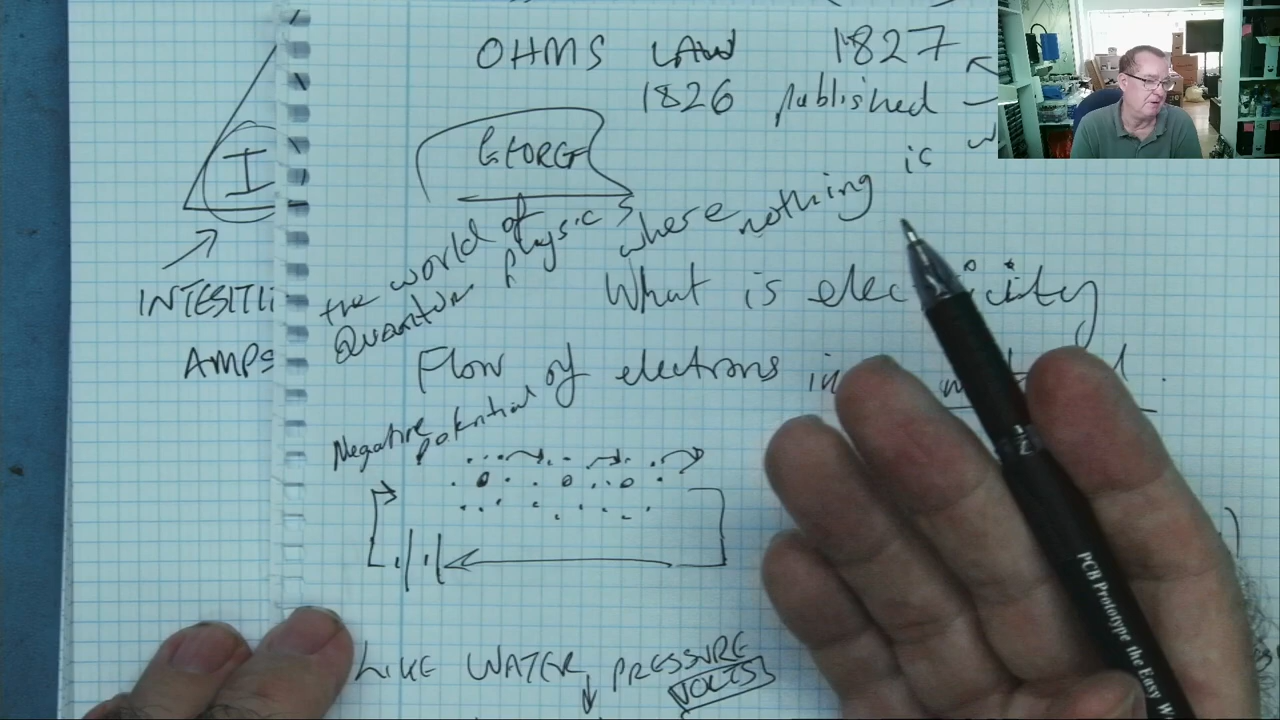 OHMS LAW 1827
1826 published
GEORGE
I
the world of
Quantum Physics where nothing is
INTESITI
What is electricity
AMPS
Flow of electrons in
Negative
potential
LIKE WATER PRESSURE
VOLTS
PCB Prototype the Easy W